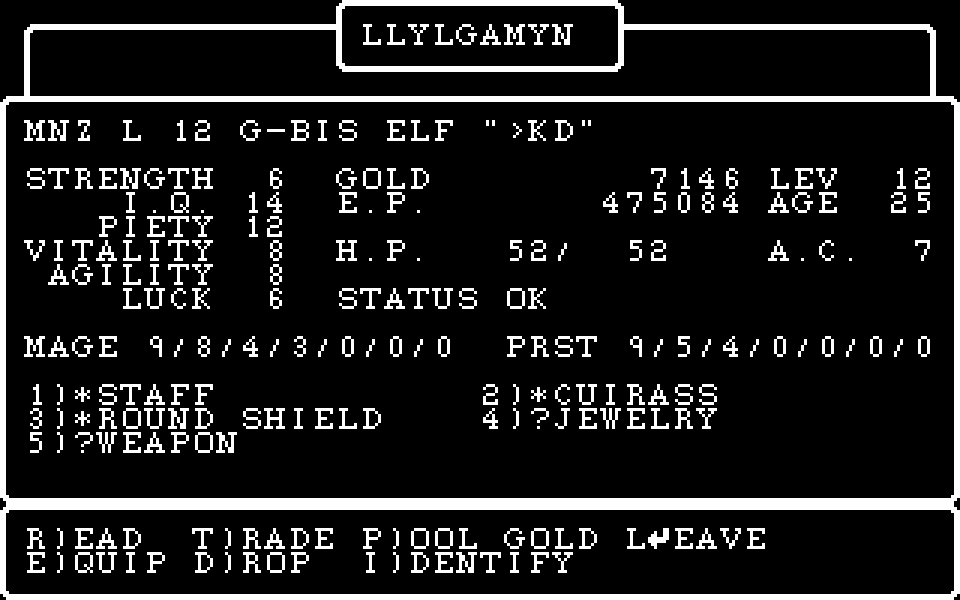 LLYLGAMYN
MNZ L 12 G-BIS ELF ">KD"
STRENGTH 6 GOLD 7146 LEV 12
I.Q. 14 E.P. 475084 AGE 25
PIETY 12
VITALITY 8 H.P. 52/ 52 A.C. 7
AGILITY 8
LUCK 6 STATUS OK
MAGE 9/8/4/3/0/0/0 PRST 9/5/4/0/0/0/0
1)*STAFF 2)*CUIRASS
3)*ROUND SHIELD 4)?JEWELRY
5)?WEAPON
R)EAD T)RADE P)OOL GOLD L↵EAVE
E)QUIP D)ROP I)DENTIFY